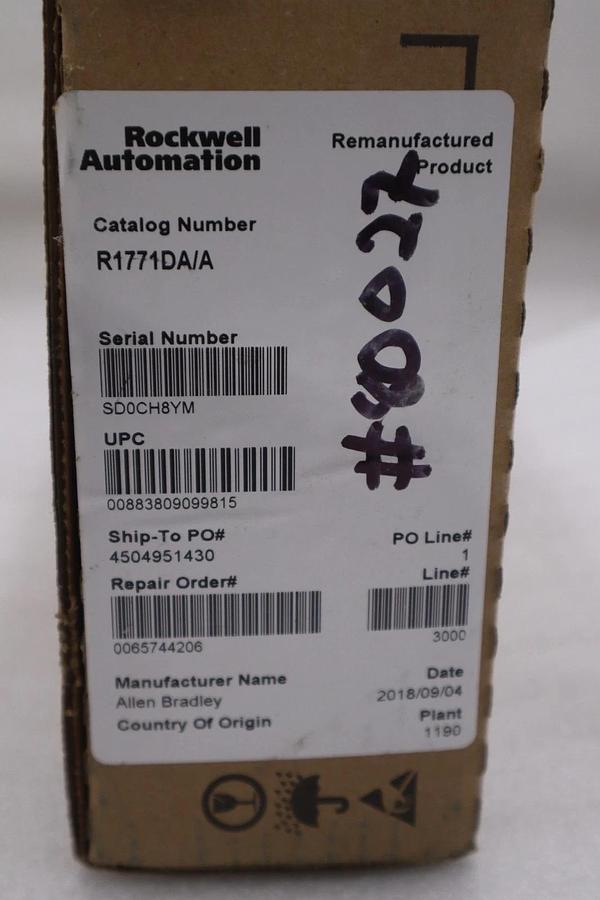 Rockwell
Automation
Remanufactured
Product
Catalog Number
R1771DA/A
Serial Number
SD0CH8YM
UPC
00883809099815
Ship-To PO#
4504951430
PO Line#
1
Repair Order#
0065744206
Line#
3000
Manufacturer Name
Allen Bradley
Date
2018/09/04
Country Of Origin
Plant
1190